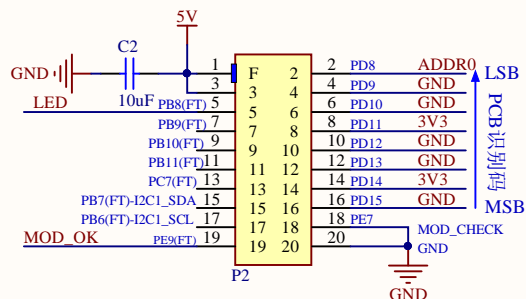 5V
C2
GND
10uF
1 F 2 2 PD8 ADDR0 LSB
3 3 4 4 PD9 GND
LED PB8(FT) 5 5 6 6 PD10 GND
PB9(FT) 7 7 8 8 PD11 3V3
PB10(FT) 9 9 10 10 PD12 GND
PB11(FT) 11 11 12 12 PD13 GND
PC7(FT) 13 13 14 14 PD14 3V3
PB7(FT)-I2C1_SDA 15 15 16 16 PD15 GND MSB
PB6(FT)-I2C1_SCL 17 17 18 18 PE7 MOD_CHECK
MOD_OK PE9(FT) 19 19 20 20 GND
PCB识别码
P2
GND